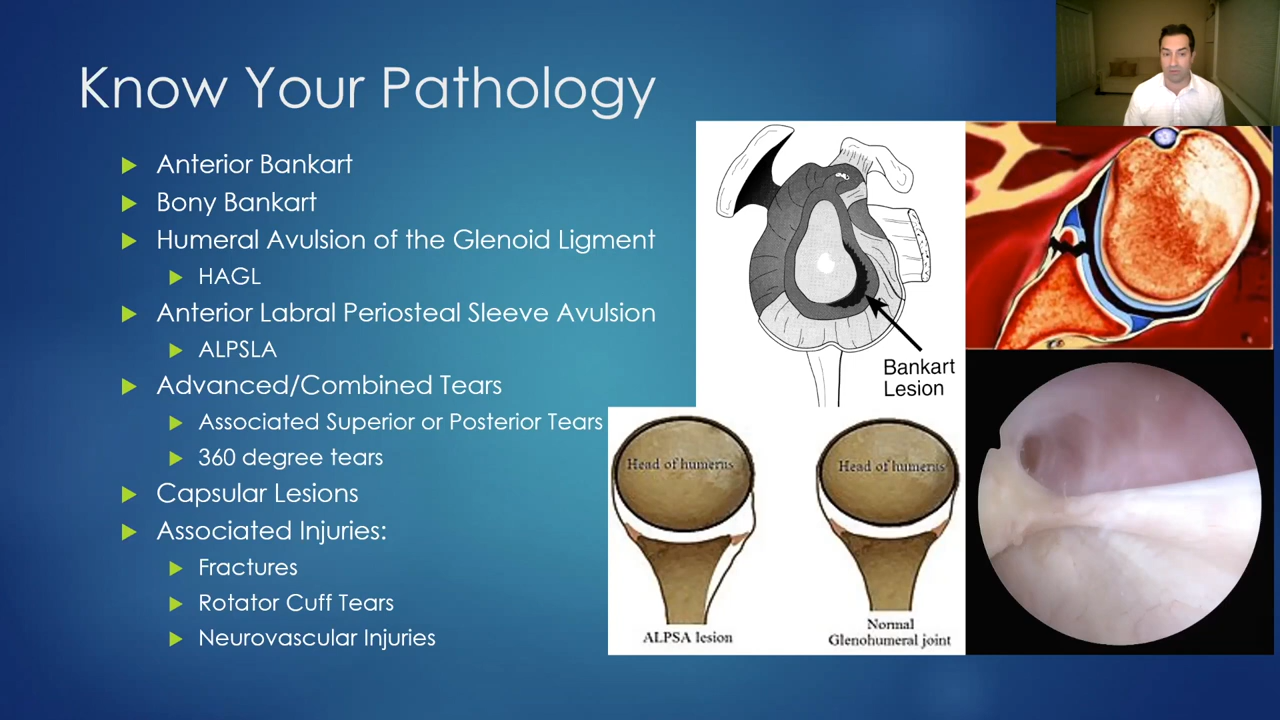 Know Your Pathology
Anterior Bankart
Bony Bankart
Humeral Avulsion of the Glenoid Ligment
HAGL
Anterior Labral Periosteal Sleeve Avulsion
ALPSLA
Advanced/Combined Tears
Associated Superior or Posterior Tears
360 degree tears
Capsular Lesions
Associated Injuries:
Fractures
Rotator Cuff Tears
Neurovascular Injuries
Bankart
Lesion
Head of humerus
ALPSA lesion
Head of humerus
Normal
Glenohumeral joint